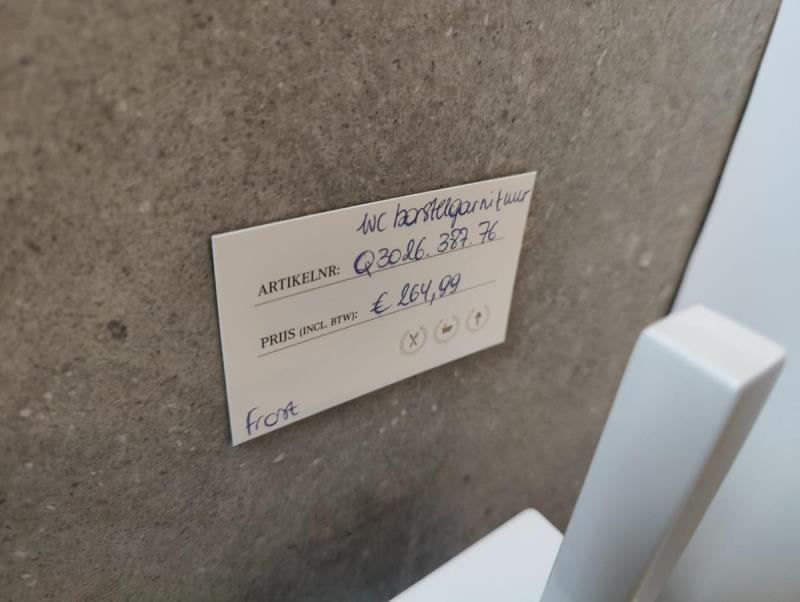 WC borstelgarnituur
ARTIKELNR: Q3026.387.76
PRIJS (INCL. BTW): € 264,99
Frost